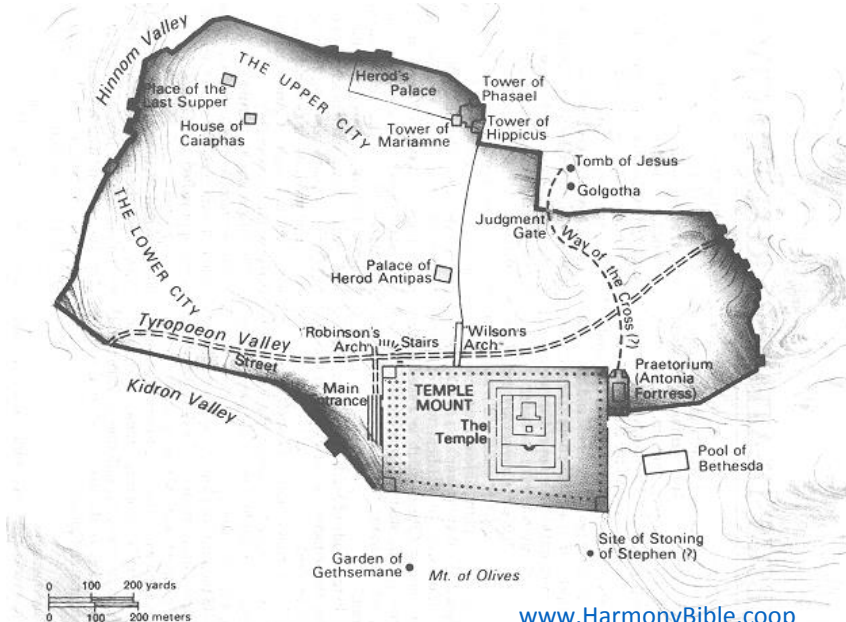 Hinnom Valley
THE UPPER CITY
Herod's
Palace
Tower of
Phasael
Place of the
Last Supper
House of
Caiaphas
Tower of
Mariamne
Tower of
Hippicus
Tomb of Jesus
Golgotha
THE LOWER CITY
Judgment
Gate
Way of the Cross (?)
Palace of
Herod Antipas
Tyropoeon Valley
Street
"Robinson's
Arch"
Stairs
"Wilson's
Arch"
Kidron Valley
Main
Entrance
TEMPLE
MOUNT
The
Temple
Praetorium
(Antonia
Fortress)
Pool of
Bethesda
Garden of
Gethsemane
Mt. of Olives
Site of Stoning
of Stephen (?)
0 100 200 yards
0 100 200 meters
www.HarmonyBible.coop